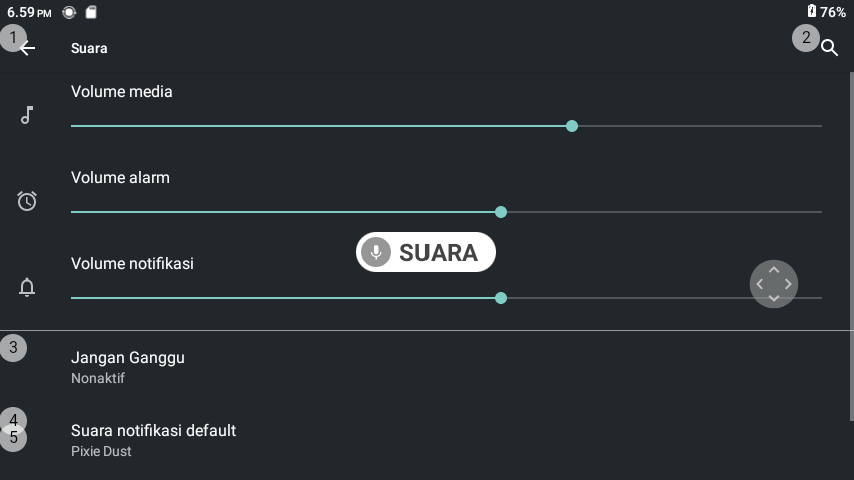 6.59 PM
76%
1
Suara
2
Volume media
Volume alarm
SUARA
Volume notifikasi
3
Jangan Ganggu
Nonaktif
4
5
Suara notifikasi default
Pixie Dust